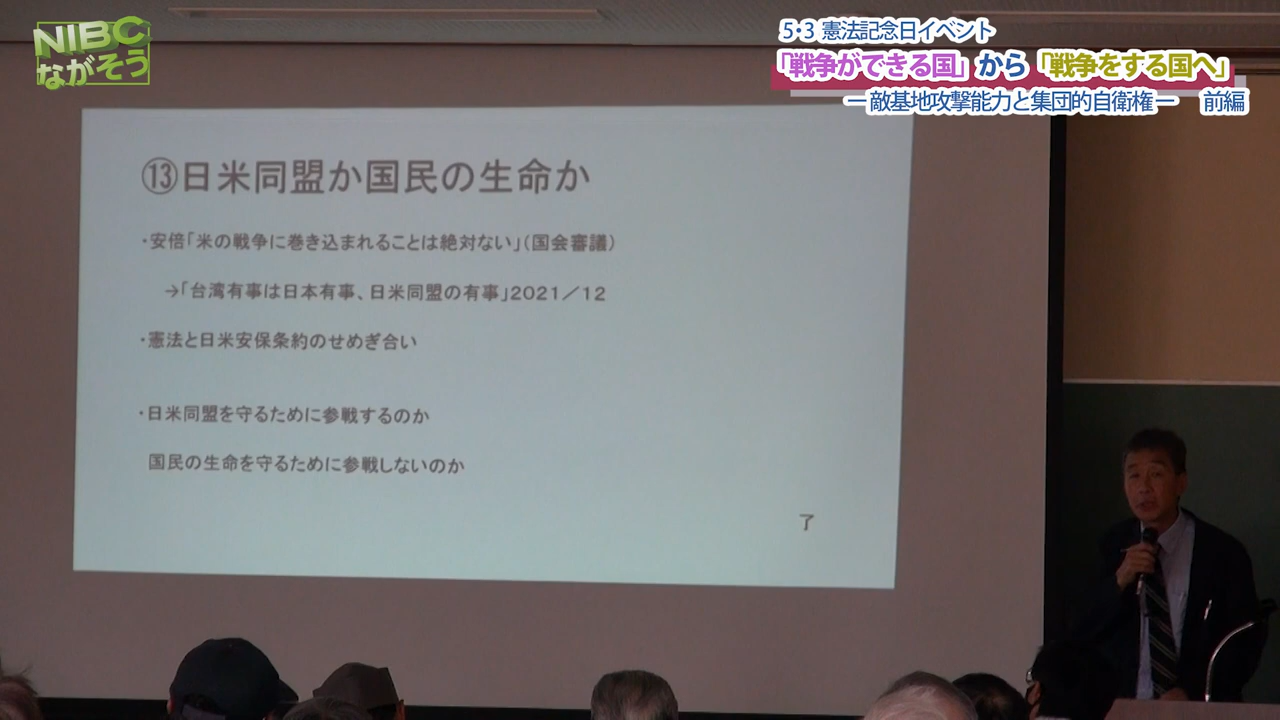 NIBC
ながそう
5・3 憲法記念日イベント
「戦争ができる国」から「戦争をする国へ」
ー敵基地攻撃能力と集団的自衛権ー　前編
⑬日米同盟か国民の生命か
・安倍「米の戦争に巻き込まれることは絶対ない」（国会審議）
→「台湾有事は日本有事、日米同盟の有事」2021／12
・憲法と日米安保条約のせめぎ合い
・日米同盟を守るために参戦するのか
国民の生命を守るために参戦しないのか
了